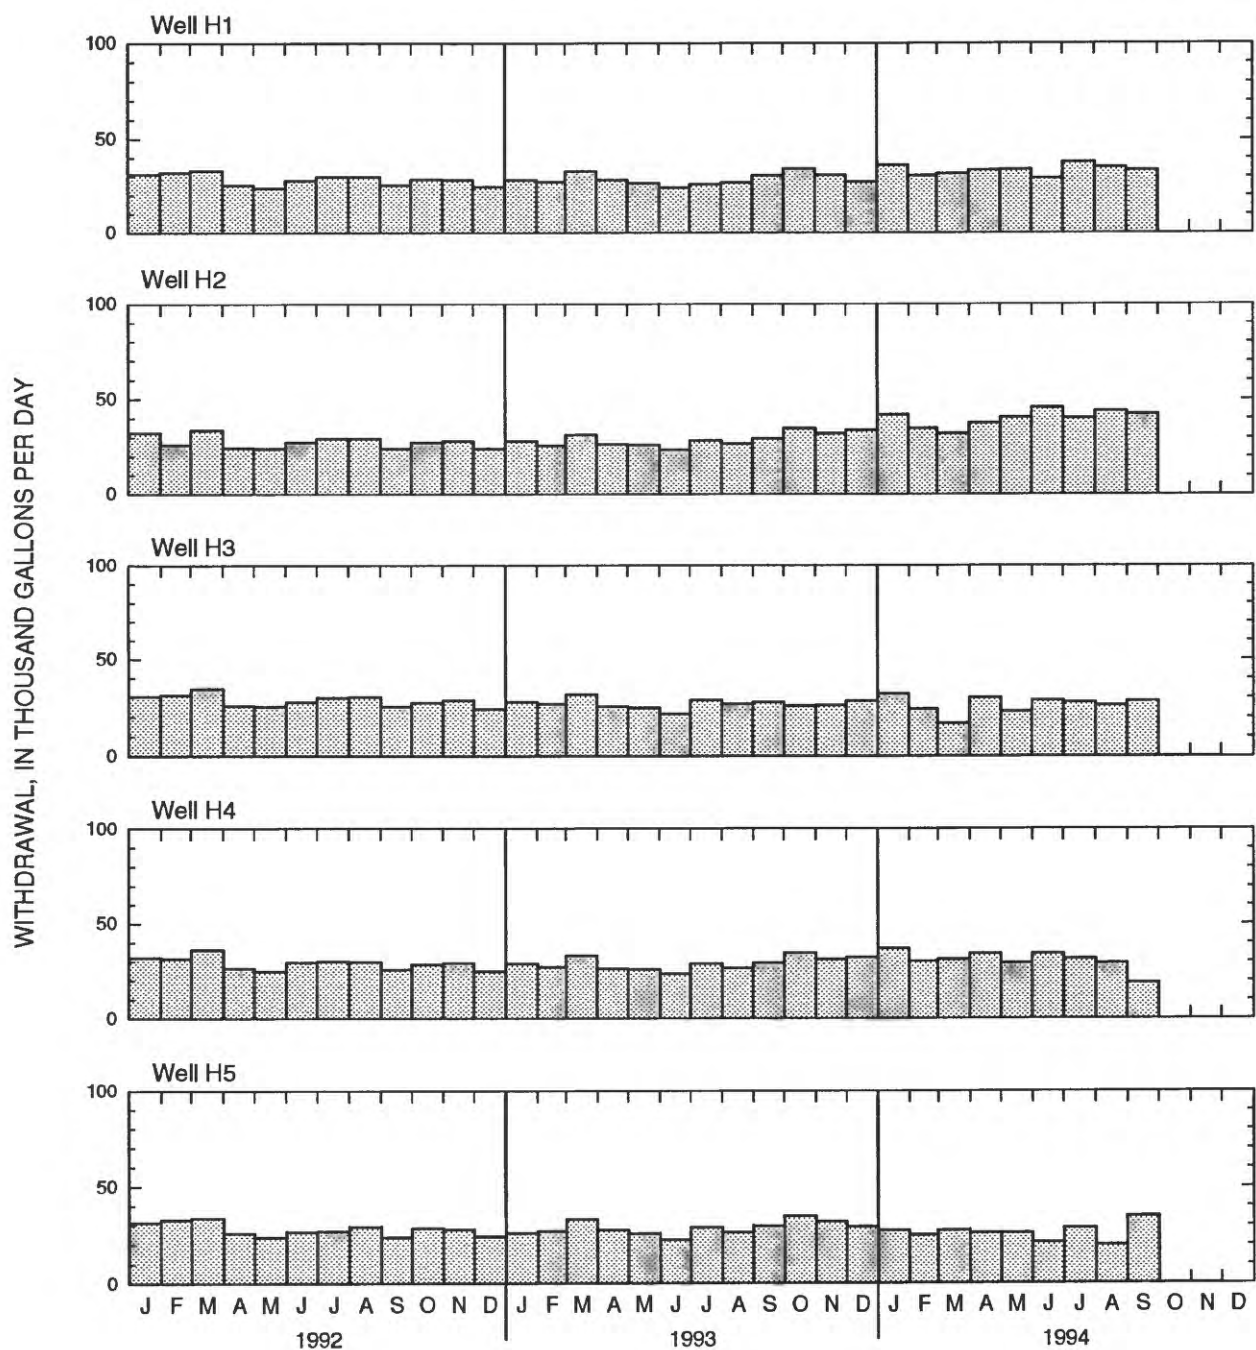 Well H1
100
50
0
Well H2
100
50
0
Well H3
100
50
0
Well H4
100
50
0
Well H5
100
50
0
WITHDRAWAL, IN THOUSAND GALLONS PER DAY
J F M A M J J A S O N D J F M A M J J A S O N D J F M A M J J A S O N D
1992 1993 1994